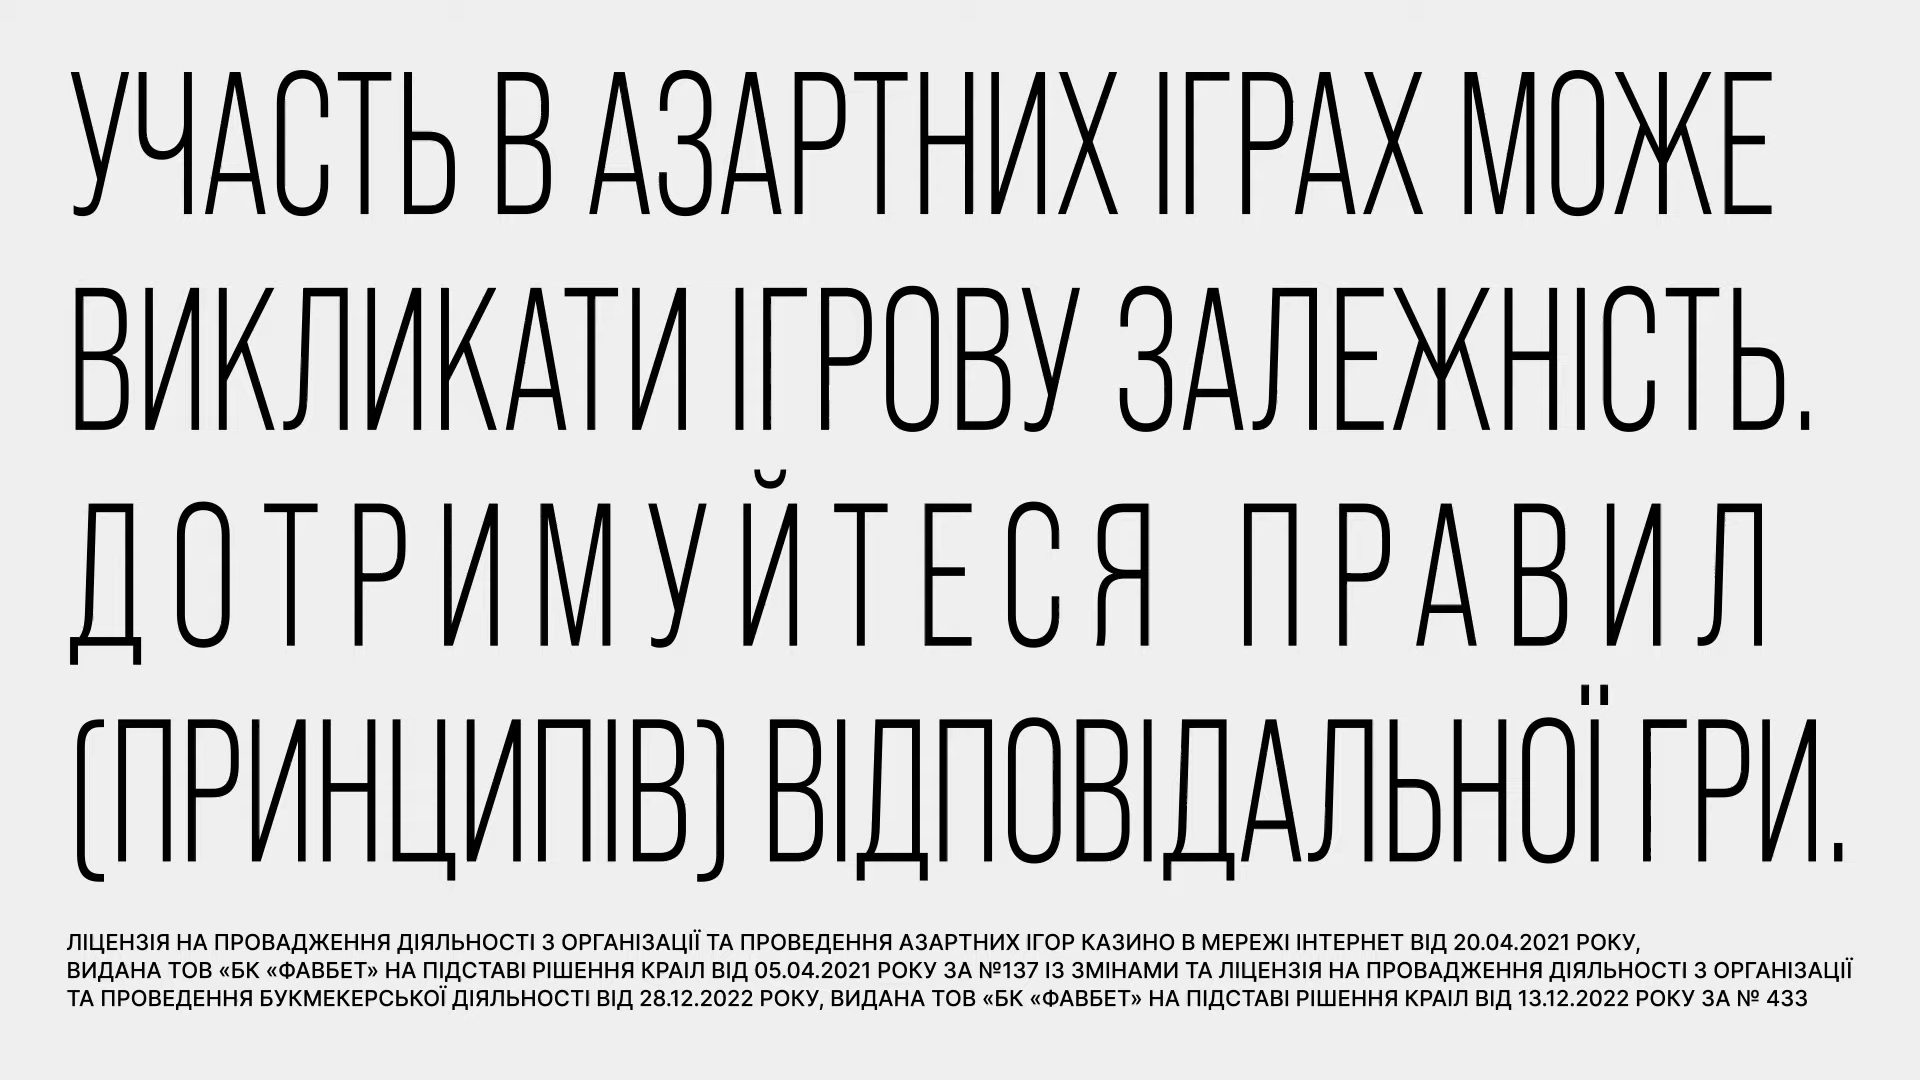 УЧАСТЬ В АЗАРТНИХ ІГРАХ МОЖЕ
ВИКЛИКАТИ ІГРОВУ ЗАЛЕЖНІСТЬ.
ДОТРИМУЙТЕСЯ ПРАВИЛ
(ПРИНЦИПІВ) ВІДПОВІДАЛЬНОЇ ГРИ.
ЛІЦЕНЗІЯ НА ПРОВАДЖЕННЯ ДІЯЛЬНОСТІ З ОРГАНІЗАЦІЇ ТА ПРОВЕДЕННЯ АЗАРТНИХ ІГОР КАЗИНО В МЕРЕЖІ ІНТЕРНЕТ ВІД 20.04.2021 РОКУ,
ВИДАНА ТОВ «БК «ФАВБЕТ» НА ПІДСТАВІ РІШЕННЯ КРАІЛ ВІД 05.04.2021 РОКУ ЗА №137 ІЗ ЗМІНАМИ ТА ЛІЦЕНЗІЯ НА ПРОВАДЖЕННЯ ДІЯЛЬНОСТІ З ОРГАНІЗАЦІЇ
ТА ПРОВЕДЕННЯ БУКМЕКЕРСЬКОЇ ДІЯЛЬНОСТІ ВІД 28.12.2022 РОКУ, ВИДАНА ТОВ «БК «ФАВБЕТ» НА ПІДСТАВІ РІШЕННЯ КРАІЛ ВІД 13.12.2022 РОКУ ЗА № 433